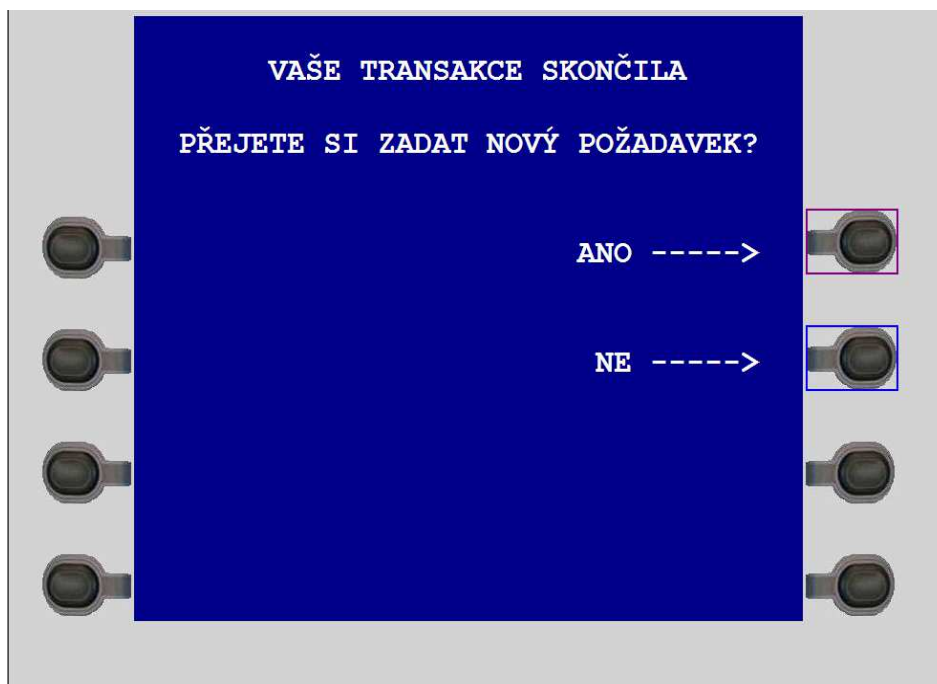 VAŠE TRANSAKCE SKONČILA
PŘEJETE SI ZADAT NOVÝ POŽADAVEK?
ANO ----->
NE ----->